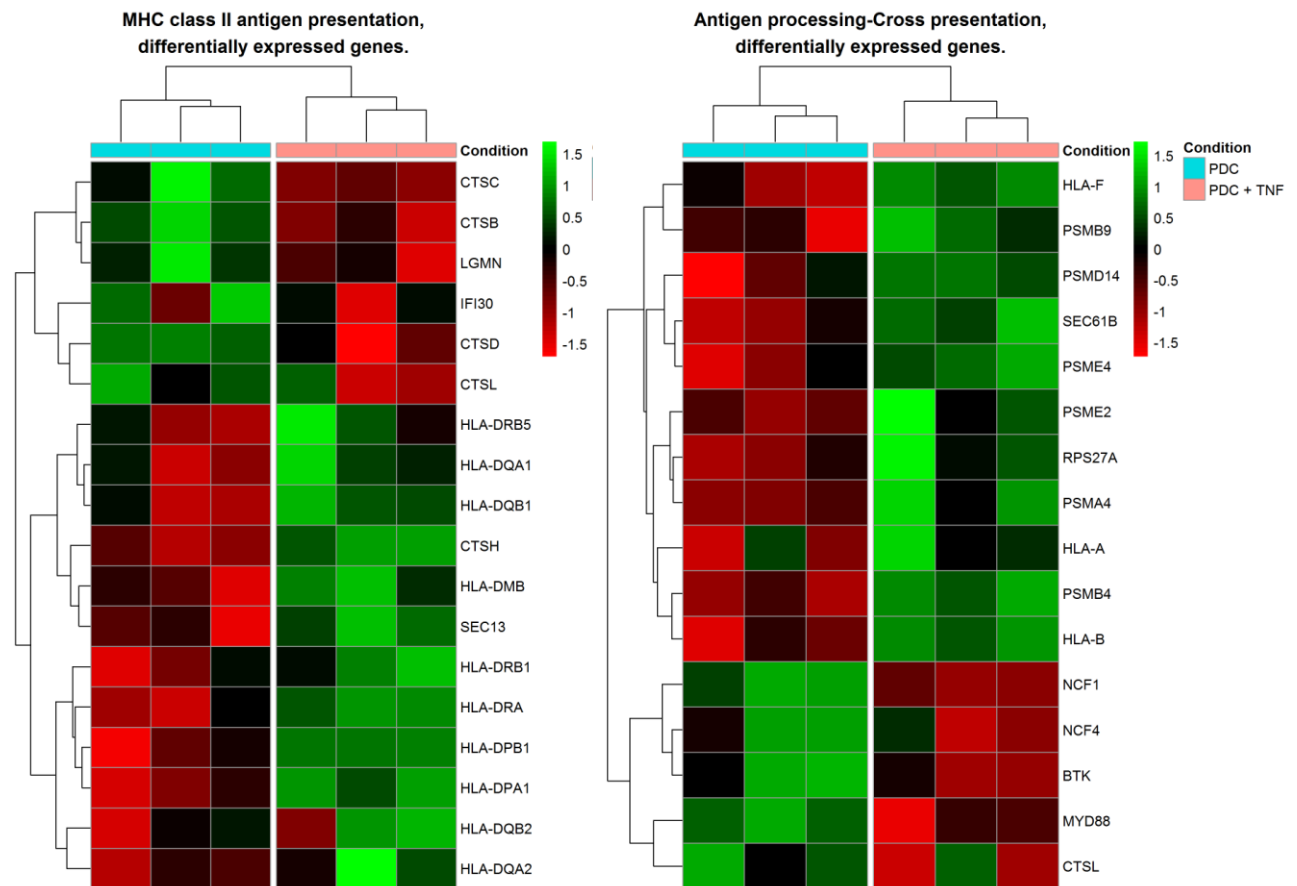 MHC class II antigen presentation,
differentially expressed genes.
Condition
CTSC
CTSB
LGMN
IFI30
CTSD
CTSL
HLA-DRB5
HLA-DQA1
HLA-DQB1
CTSH
HLA-DMB
SEC13
HLA-DRB1
HLA-DRA
HLA-DPB1
HLA-DPA1
HLA-DQB2
HLA-DQA2
1.5
1
0.5
0
-0.5
-1
-1.5
Antigen processing-Cross presentation,
differentially expressed genes.
Condition
HLA-F
PSMB9
PSMD14
SEC61B
PSME4
PSME2
RPS27A
PSMA4
HLA-A
PSMB4
HLA-B
NCF1
NCF4
BTK
MYD88
CTSL
1.5
1
0.5
0
-0.5
-1
-1.5
Condition
PDC
PDC + TNF